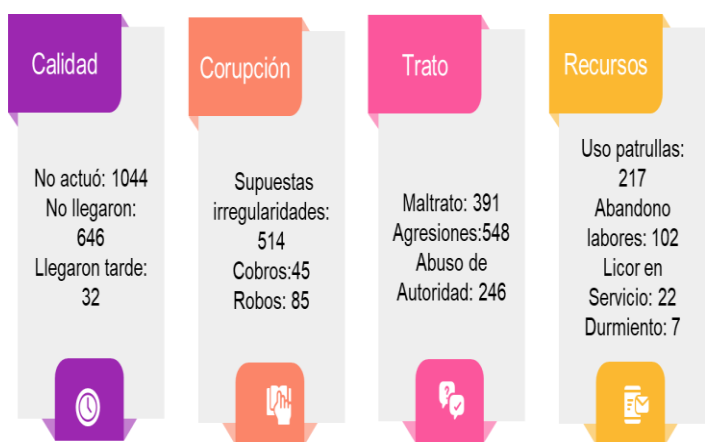 Calidad
No actuó: 1044
No llegaron:
646
Llegaron tarde:
32
Corupción
Supuestas
irregularidades:
514
Cobros:45
Robos: 85
Trato
Maltrato: 391
Agresiones:548
Abuso de
Autoridad: 246
Recursos
Uso patrullas:
217
Abandono
labores: 102
Licor en
Servicio: 22
Durmiento: 7